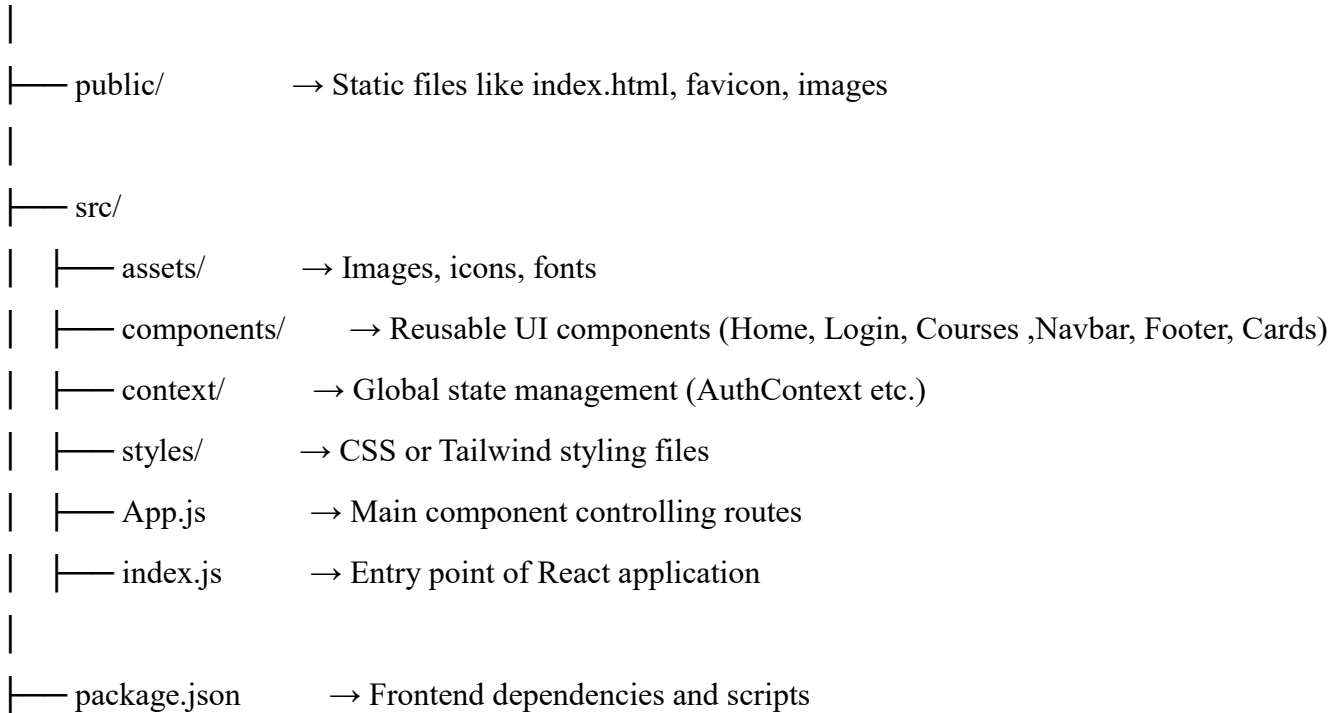 │
├── public/ → Static files like index.html, favicon, images
│
├── src/
│ ├── assets/ → Images, icons, fonts
│ ├── components/ → Reusable UI components (Home, Login, Courses ,Navbar, Footer, Cards)
│ ├── context/ → Global state management (AuthContext etc.)
│ ├── styles/ → CSS or Tailwind styling files
│ ├── App.js → Main component controlling routes
│ ├── index.js → Entry point of React application
│
├── package.json → Frontend dependencies and scripts